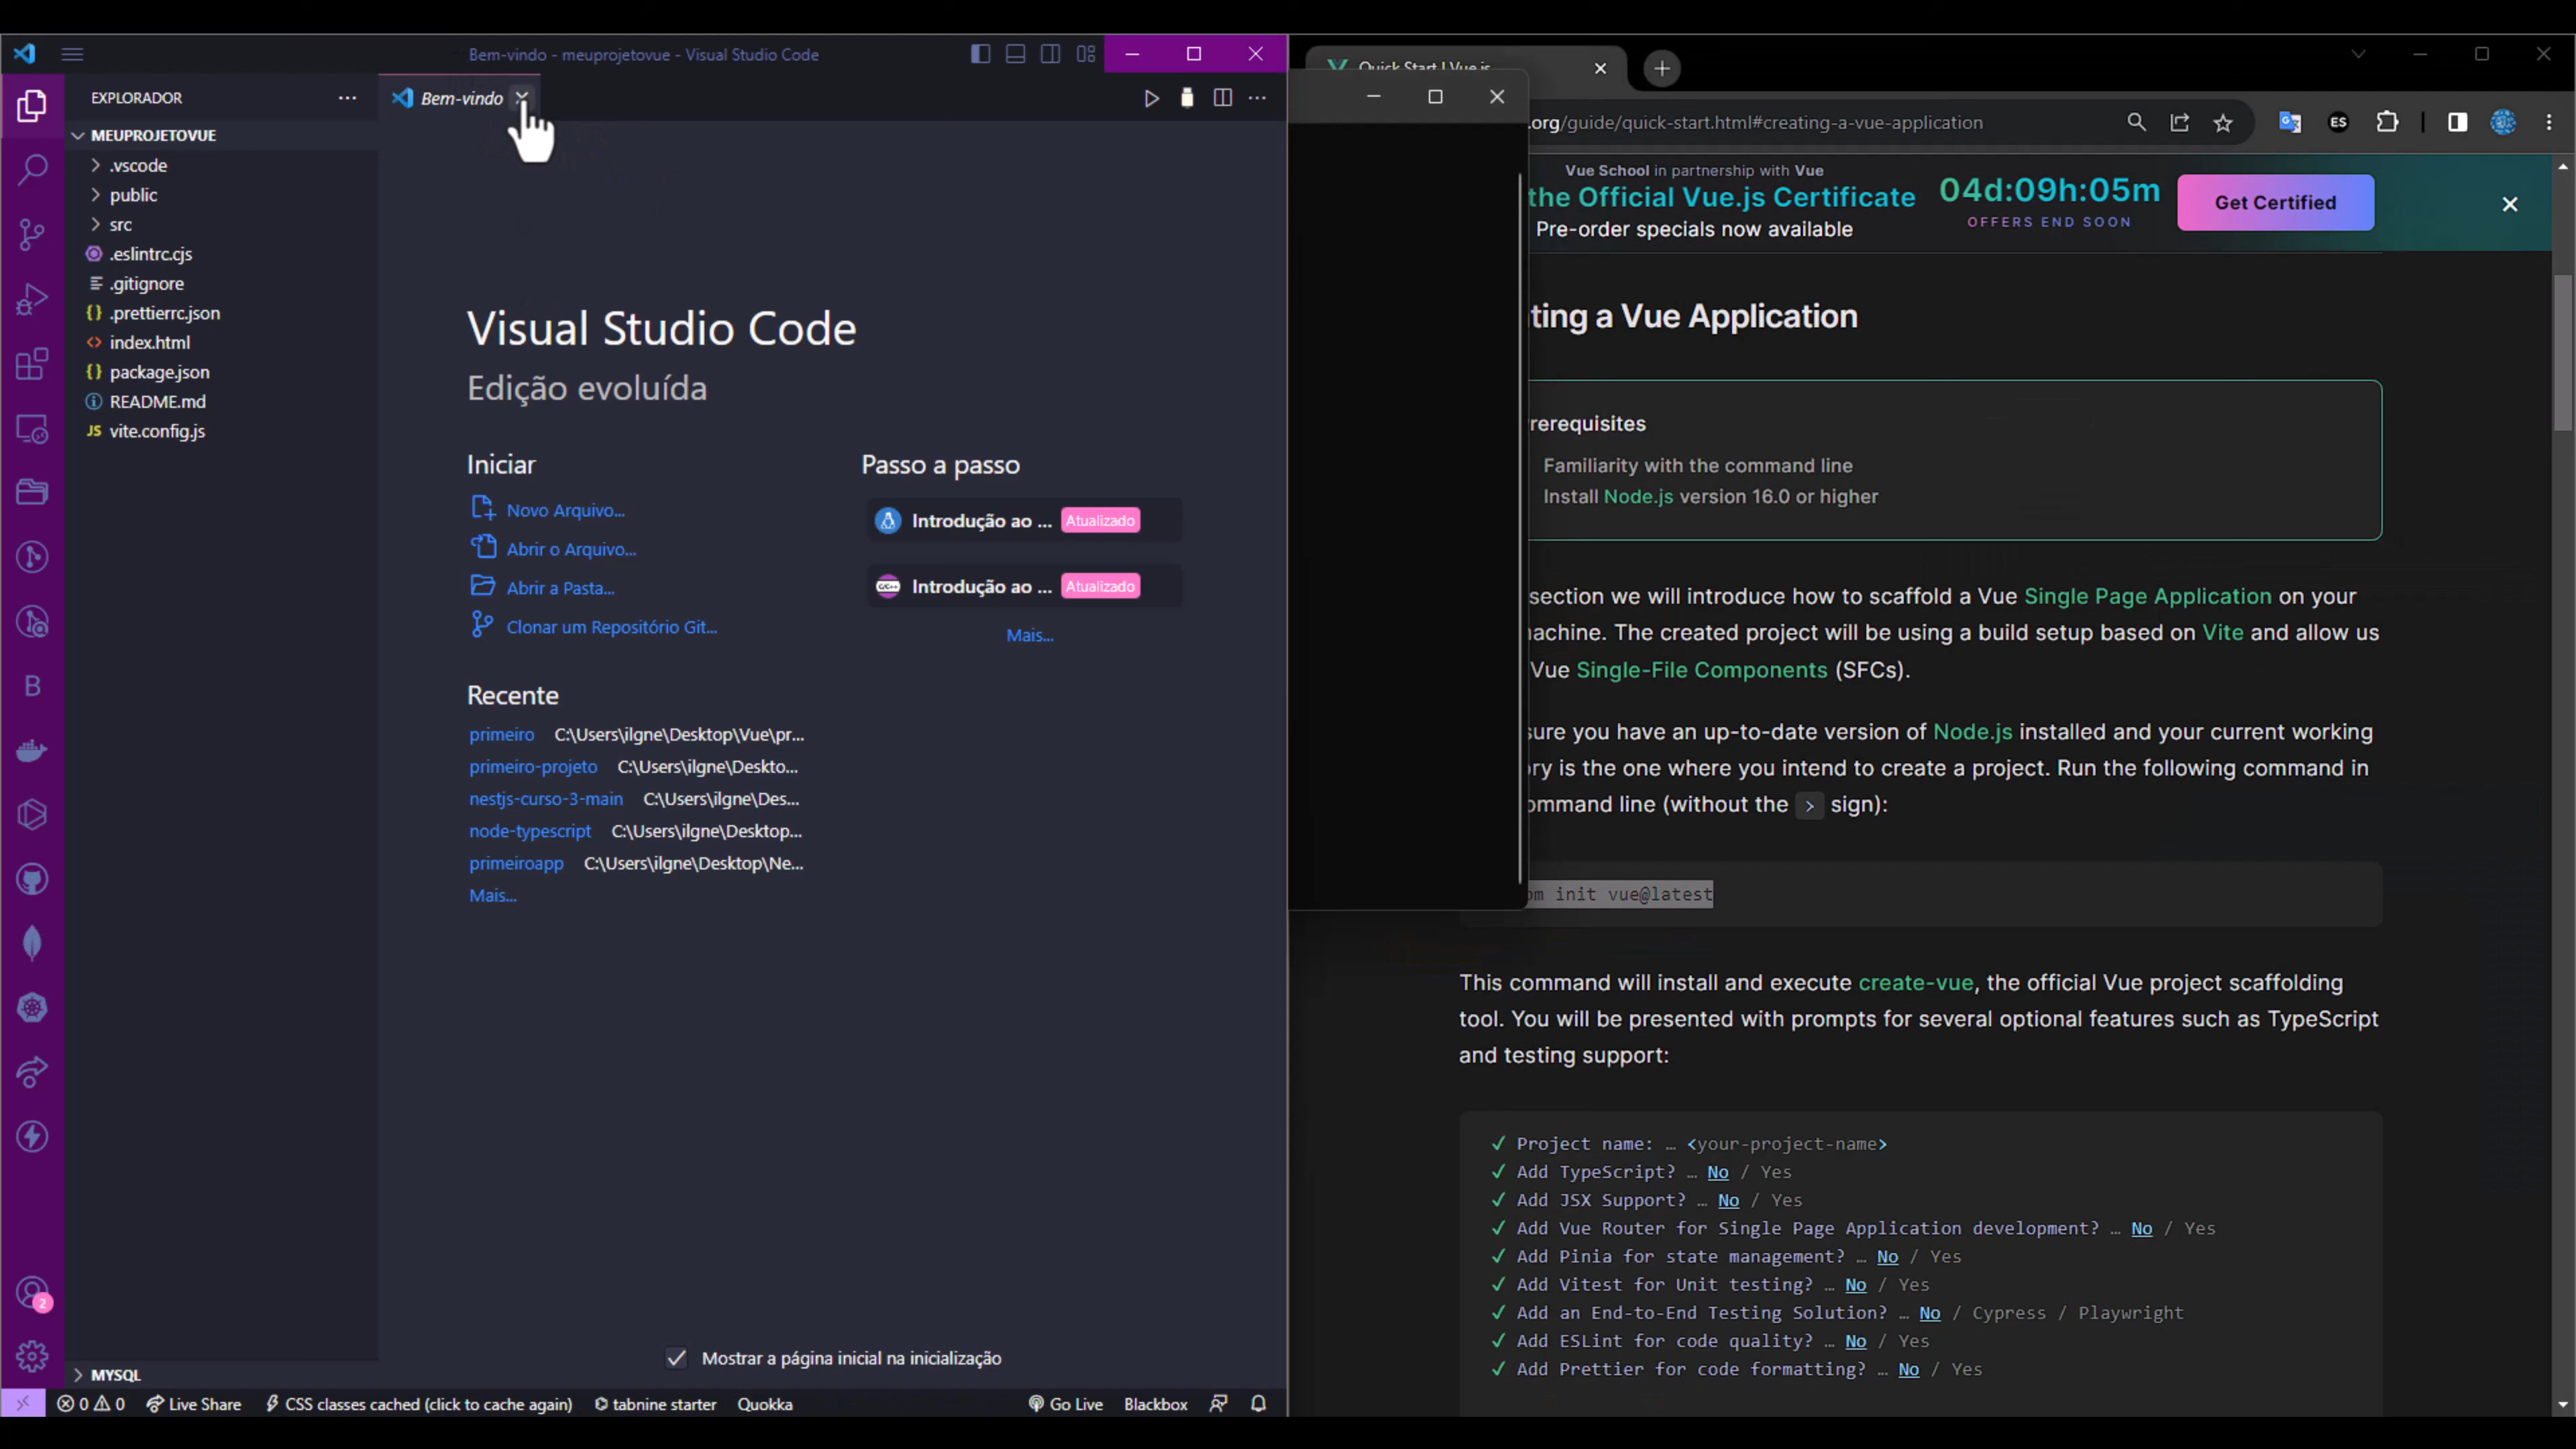 Bem-vindo - meuprojetovue - Visual Studio Code
EXPLORADOR
MEUPROJETOVUE
.vscode
public
src
.eslintrc.cjs
.gitignore
.prettierrc.json
index.html
package.json
README.md
JS vite.config.js
B
2
MYSQL
Bem-vindo
Visual Studio Code
Edição evoluída
Iniciar
Novo Arquivo...
Abrir o Arquivo...
Abrir a Pasta...
Clonar um Repositório Git...
Recente
primeiro C:\Users\ilgne\Desktop\Vue\pr...
primeiro-projeto C:\Users\ilgne\Deskto...
nestjs-curso-3-main C:\Users\ilgne\Des...
node-typescript C:\Users\ilgne\Desktop...
primeiroapp C:\Users\ilgne\Desktop\Ne...
Mais...
Passo a passo
Introdução ao ... Atualizado
C/C++ Introdução ao ... Atualizado
Mais...
Mostrar a página inicial na inicialização
0 0 Live Share CSS classes cached (click to cache again) tabnine starter Quokka Go Live Blackbox
Quick Start | Vue.js
.org/guide/quick-start.html#creating-a-vue-application
ES
Vue School in partnership with Vue
the Official Vue.js Certificate
Pre-order specials now available
04d:09h:05m
OFFERS END SOON
Get Certified
ting a Vue Application
rerequisites
Familiarity with the command line
Install Node.js version 16.0 or higher
section we will introduce how to scaffold a Vue Single Page Application on your
achine. The created project will be using a build setup based on Vite and allow us
Vue Single-File Components (SFCs).
sure you have an up-to-date version of Node.js installed and your current working
ry is the one where you intend to create a project. Run the following command in
ommand line (without the > sign):
om init vue@latest
This command will install and execute create-vue, the official Vue project scaffolding
tool. You will be presented with prompts for several optional features such as TypeScript
and testing support:
✓ Project name: … <your-project-name>
✓ Add TypeScript? … No / Yes
✓ Add JSX Support? … No / Yes
✓ Add Vue Router for Single Page Application development? … No / Yes
✓ Add Pinia for state management? … No / Yes
✓ Add Vitest for Unit testing? … No / Yes
✓ Add an End-to-End Testing Solution? … No / Cypress / Playwright
✓ Add ESLint for code quality? … No / Yes
✓ Add Prettier for code formatting? … No / Yes